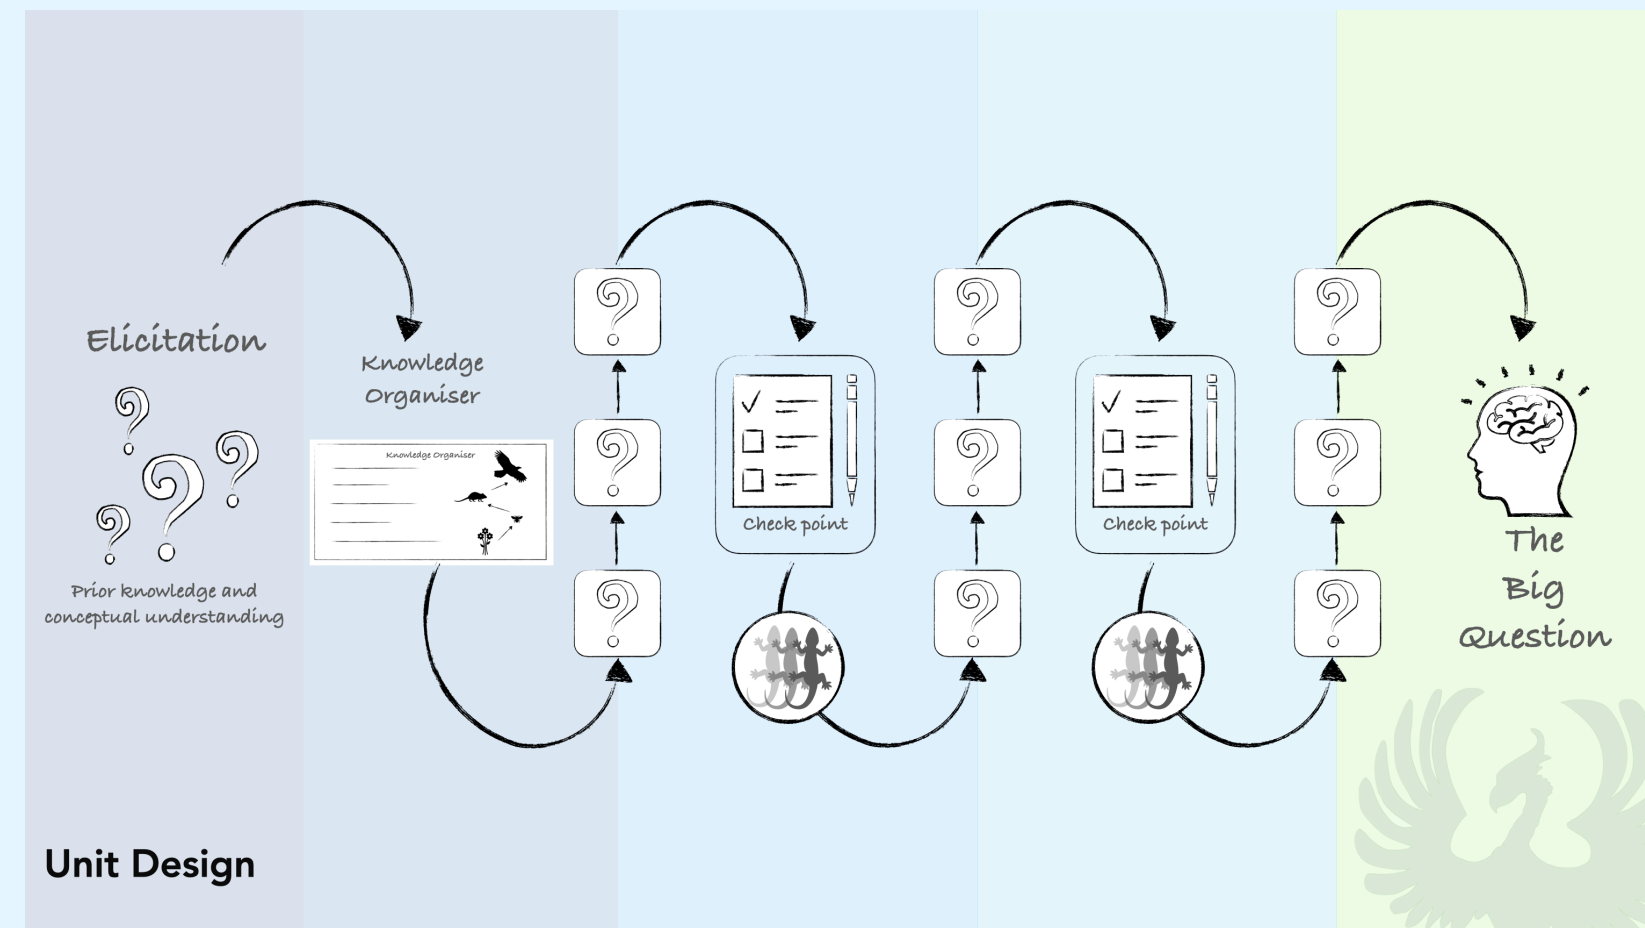 Elicitation
Prior knowledge and
conceptual understanding
Knowledge
Organiser
Knowledge Organiser
Check point
Check point
The
Big
Question
Unit Design